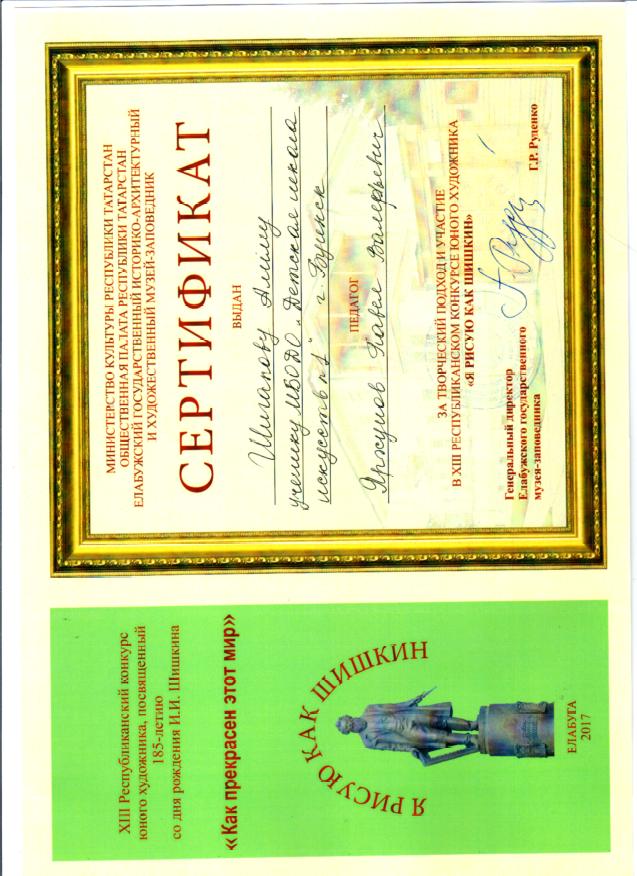 XIII Республиканский конкурс
юного художника, посвященный
185-летию
со дня рождения И.И. Шишкина
«Как прекрасен этот мир»
Я РИСУЮ КАК ШИШКИН
ЕЛАБУГА
2017
МИНИСТЕРСТВО КУЛЬТУРЫ РЕСПУБЛИКИ ТАТАРСТАН
ОБЩЕСТВЕННАЯ ПАЛАТА РЕСПУБЛИКИ ТАТАРСТАН
ЕЛАБУЖСКИЙ ГОСУДАРСТВЕННЫЙ ИСТОРИКО-АРХИТЕКТУРНЫЙ
И ХУДОЖЕСТВЕННЫЙ МУЗЕЙ-ЗАПОВЕДНИК
СЕРТИФИКАТ
ВЫДАН
Шиганову
ученику МБОДО „Детская школа
искусств №1" г. Буинск
ПЕДАГОГ
Павел Валерьевич
ЗА ТВОРЧЕСКИЙ ПОДХОД И УЧАСТИЕ
В XIII РЕСПУБЛИКАНСКОМ КОНКУРСЕ ЮНОГО ХУДОЖНИКА
«Я РИСУЮ КАК ШИШКИН»
Генеральный директор
Елабужского государственного
музея-заповедника
Г.Р. Руденко